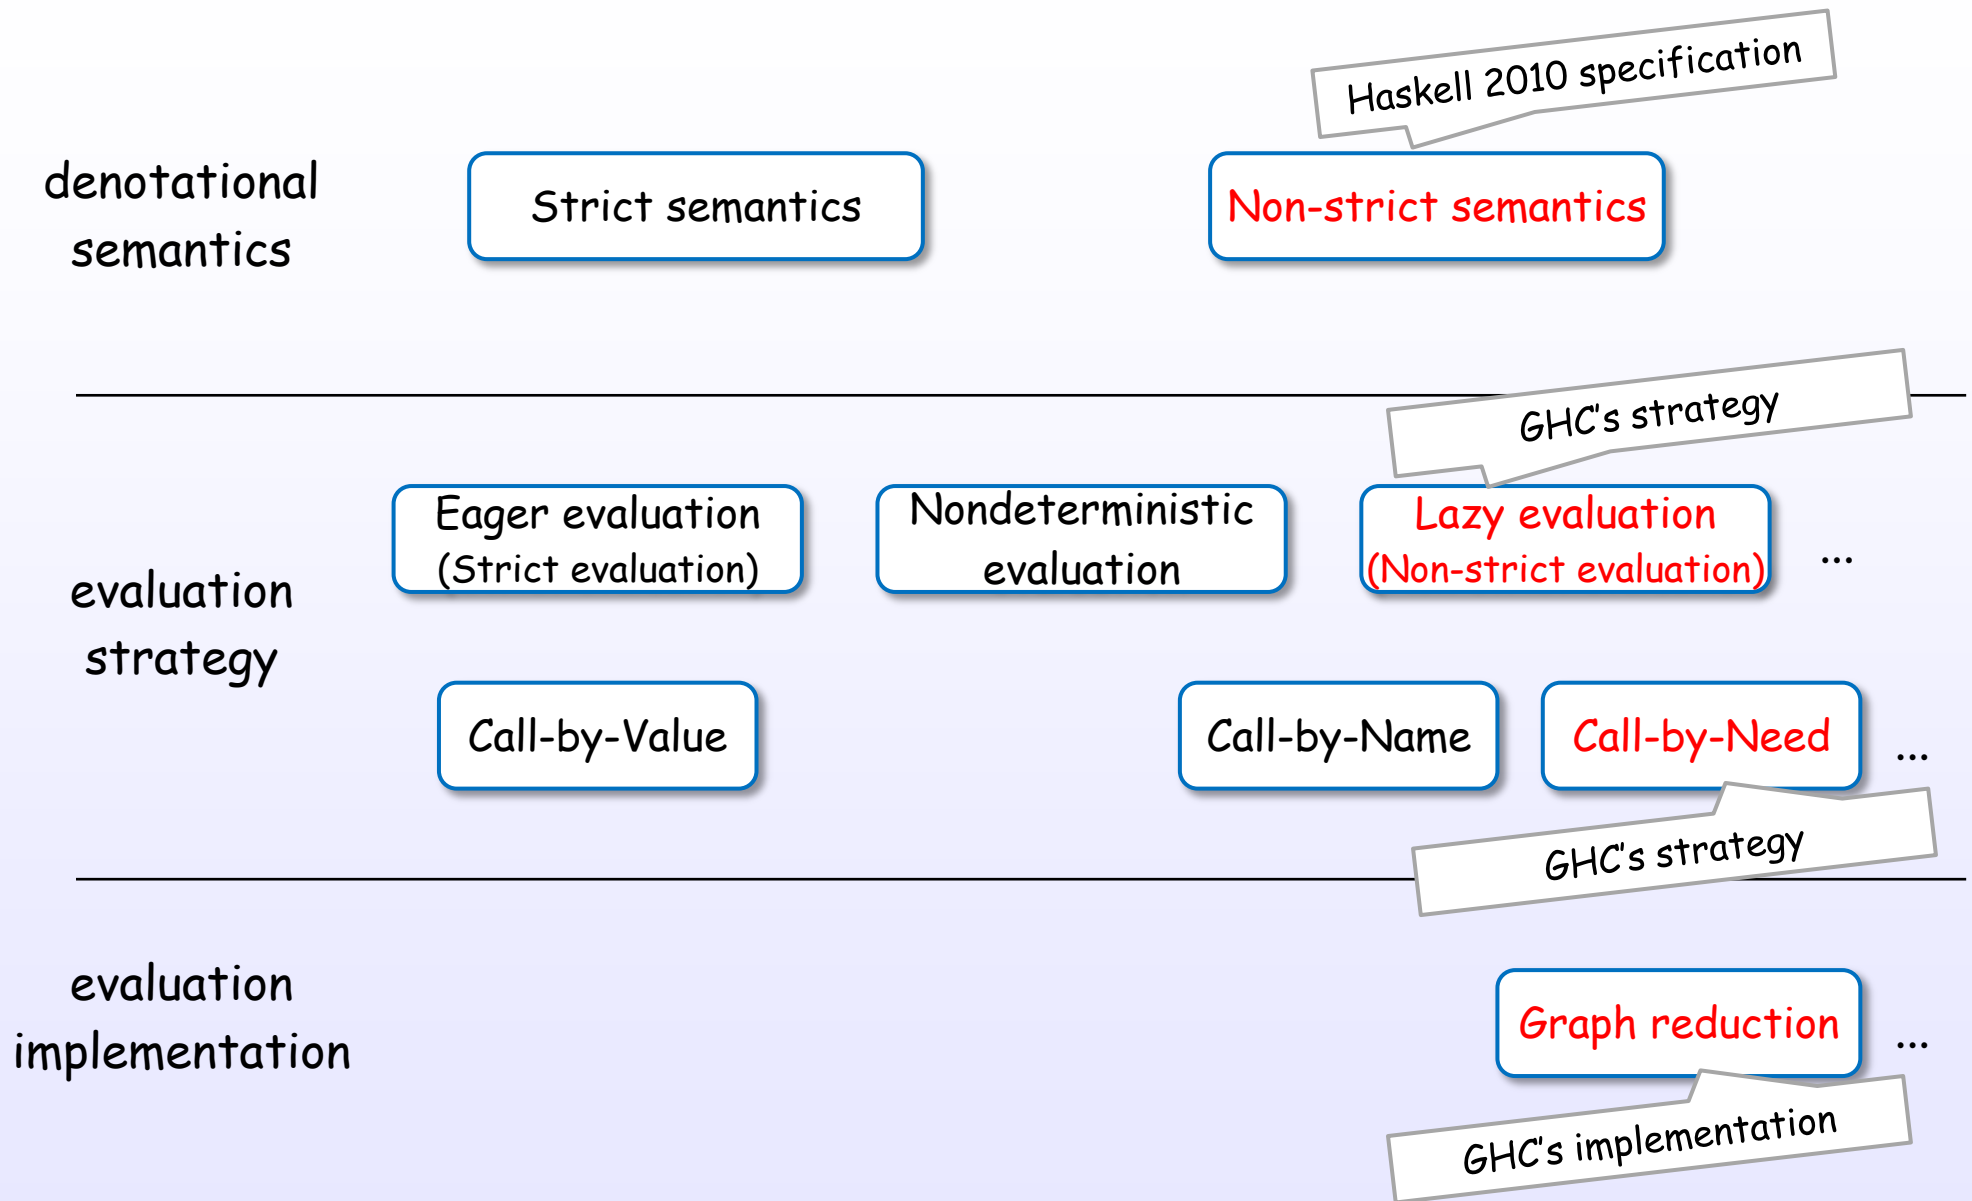 Haskell 2010 specification
denotational
semantics
Strict semantics
Non-strict semantics
GHC's strategy
evaluation
strategy
Eager evaluation
(Strict evaluation)
Nondeterministic
evaluation
Lazy evaluation
(Non-strict evaluation)
...
Call-by-Value
Call-by-Name
Call-by-Need
...
GHC's strategy
evaluation
implementation
Graph reduction
...
GHC's implementation